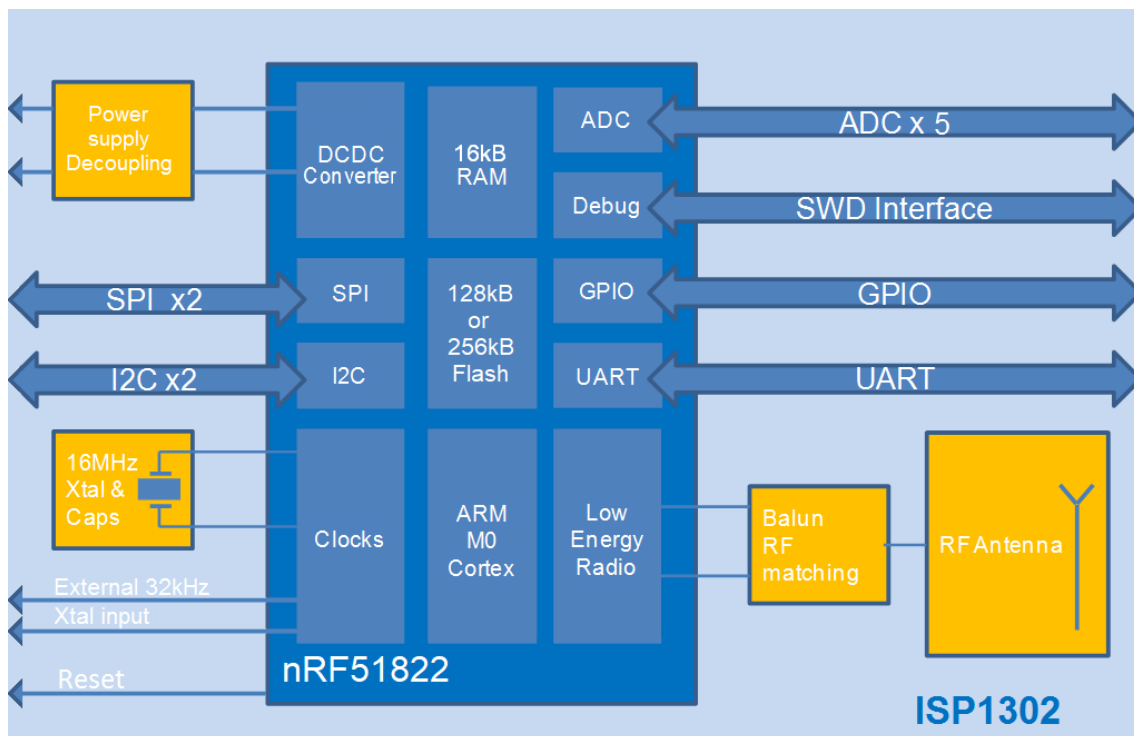 Power
supply
Decoupling
DCDC
Converter
16kB
RAM
ADC
ADC x 5
Debug
SWD Interface
SPI x2
SPI
128kB
or
256kB
Flash
GPIO
GPIO
I2C x2
I2C
UART
UART
16MHz
Xtal &
Caps
Clocks
ARM
M0
Cortex
Low
Energy
Radio
Balun
RF
matching
RF Antenna
External 32kHz
Xtal input
Reset
nRF51822
ISP1302